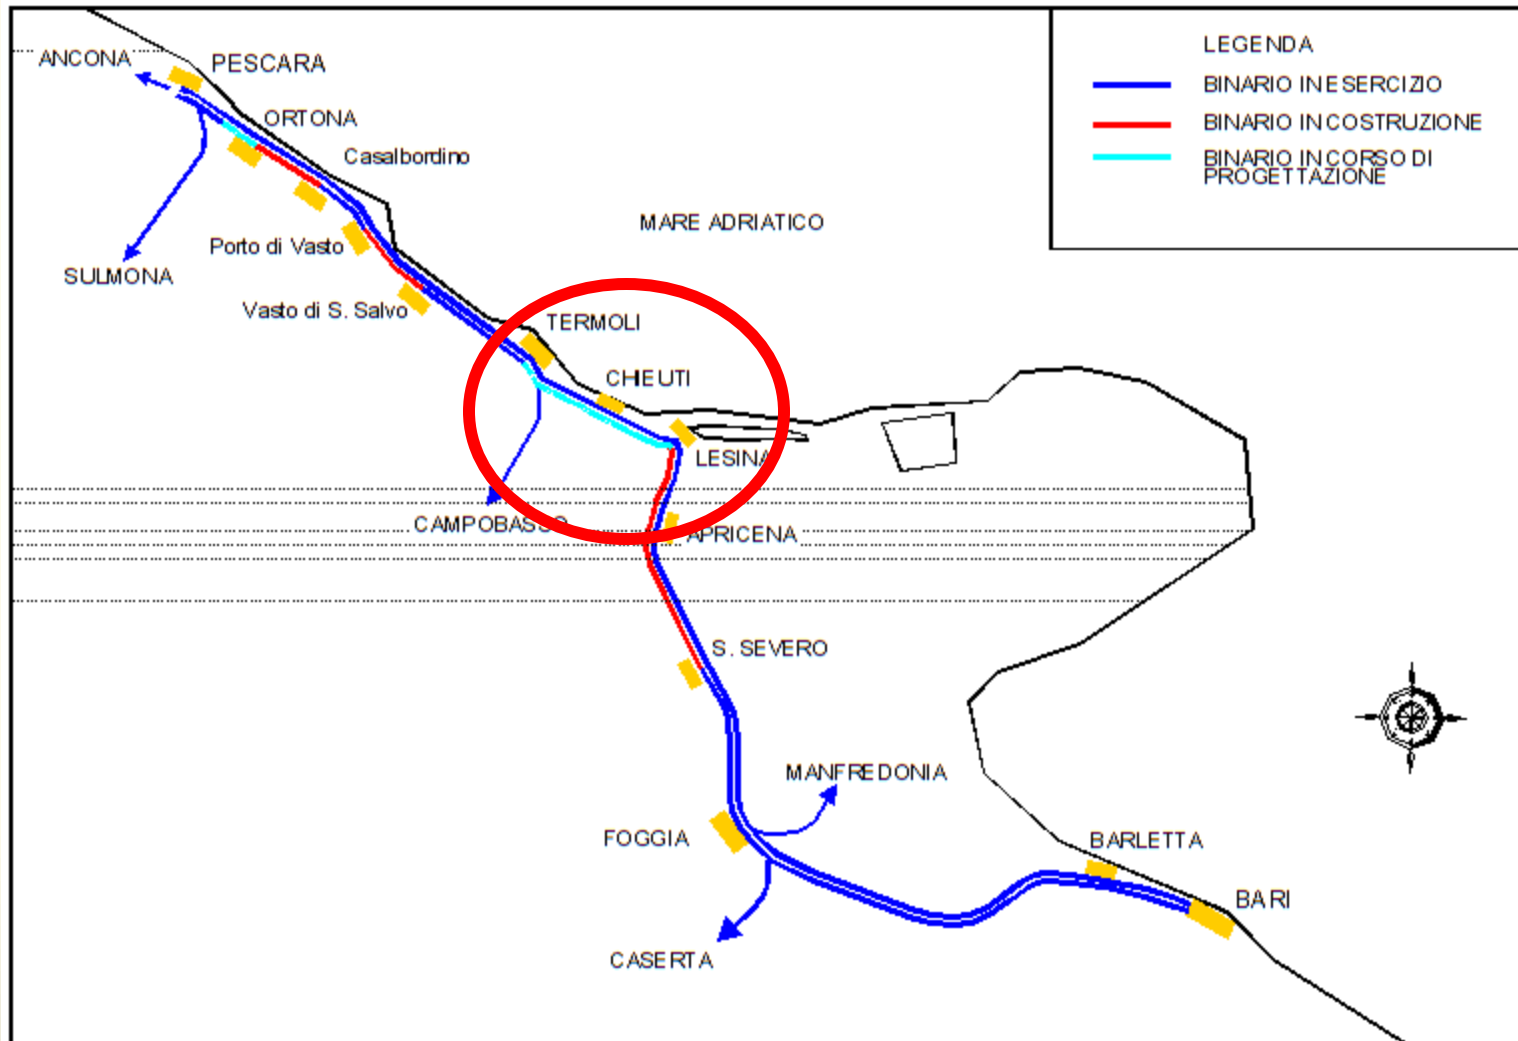 LEGENDA
BINARIO IN ESERCIZIO
BINARIO IN COSTRUZIONE
BINARIO IN CORSO DI
PROGETTAZIONE
ANCONA
PESCARA
ORTONA
Casalbordino
MARE ADRIATICO
Porto di Vasto
SULMONA
Vasto di S. Salvo
TERMOLI
CHIEUTI
LESINA
CAMPOBASSO
APRICENA
S. SEVERO
MANFREDONIA
FOGGIA
BARLETTA
BARI
CASERTA